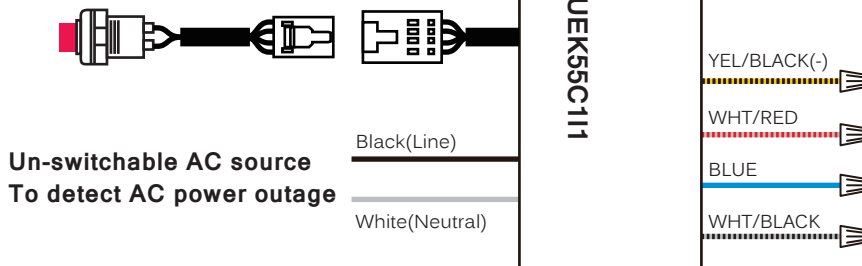 UEK55C1I1
YEL/BLACK(-)
WHT/RED
Black(Line)
Un-switchable AC source
To detect AC power outage
BLUE
White(Neutral)
WHT/BLACK